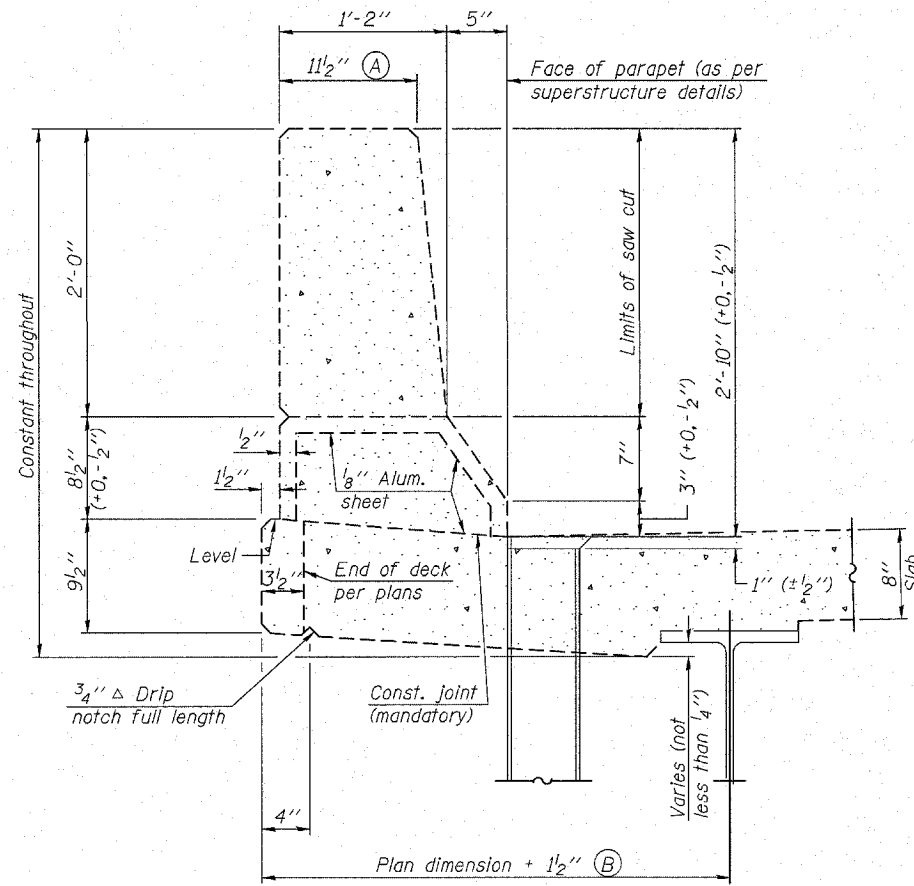 1'-2"
5"
11½" Ⓐ
Face of parapet (as per
superstructure details)
Constant throughout
2'-0"
Limits of saw cut
2'-10" (+0,-½")
8½"
(+0,-½")
½"
1½"
⅛" Alum.
sheet
7"
3" (+0,-½")
Level
9½"
3½"
End of deck
per plans
1" (±½")
8"
Slab
¾" △ Drip
notch full length
Const. joint
(mandatory)
Varies (not
less than ¼")
4"
Plan dimension + 1½" Ⓑ